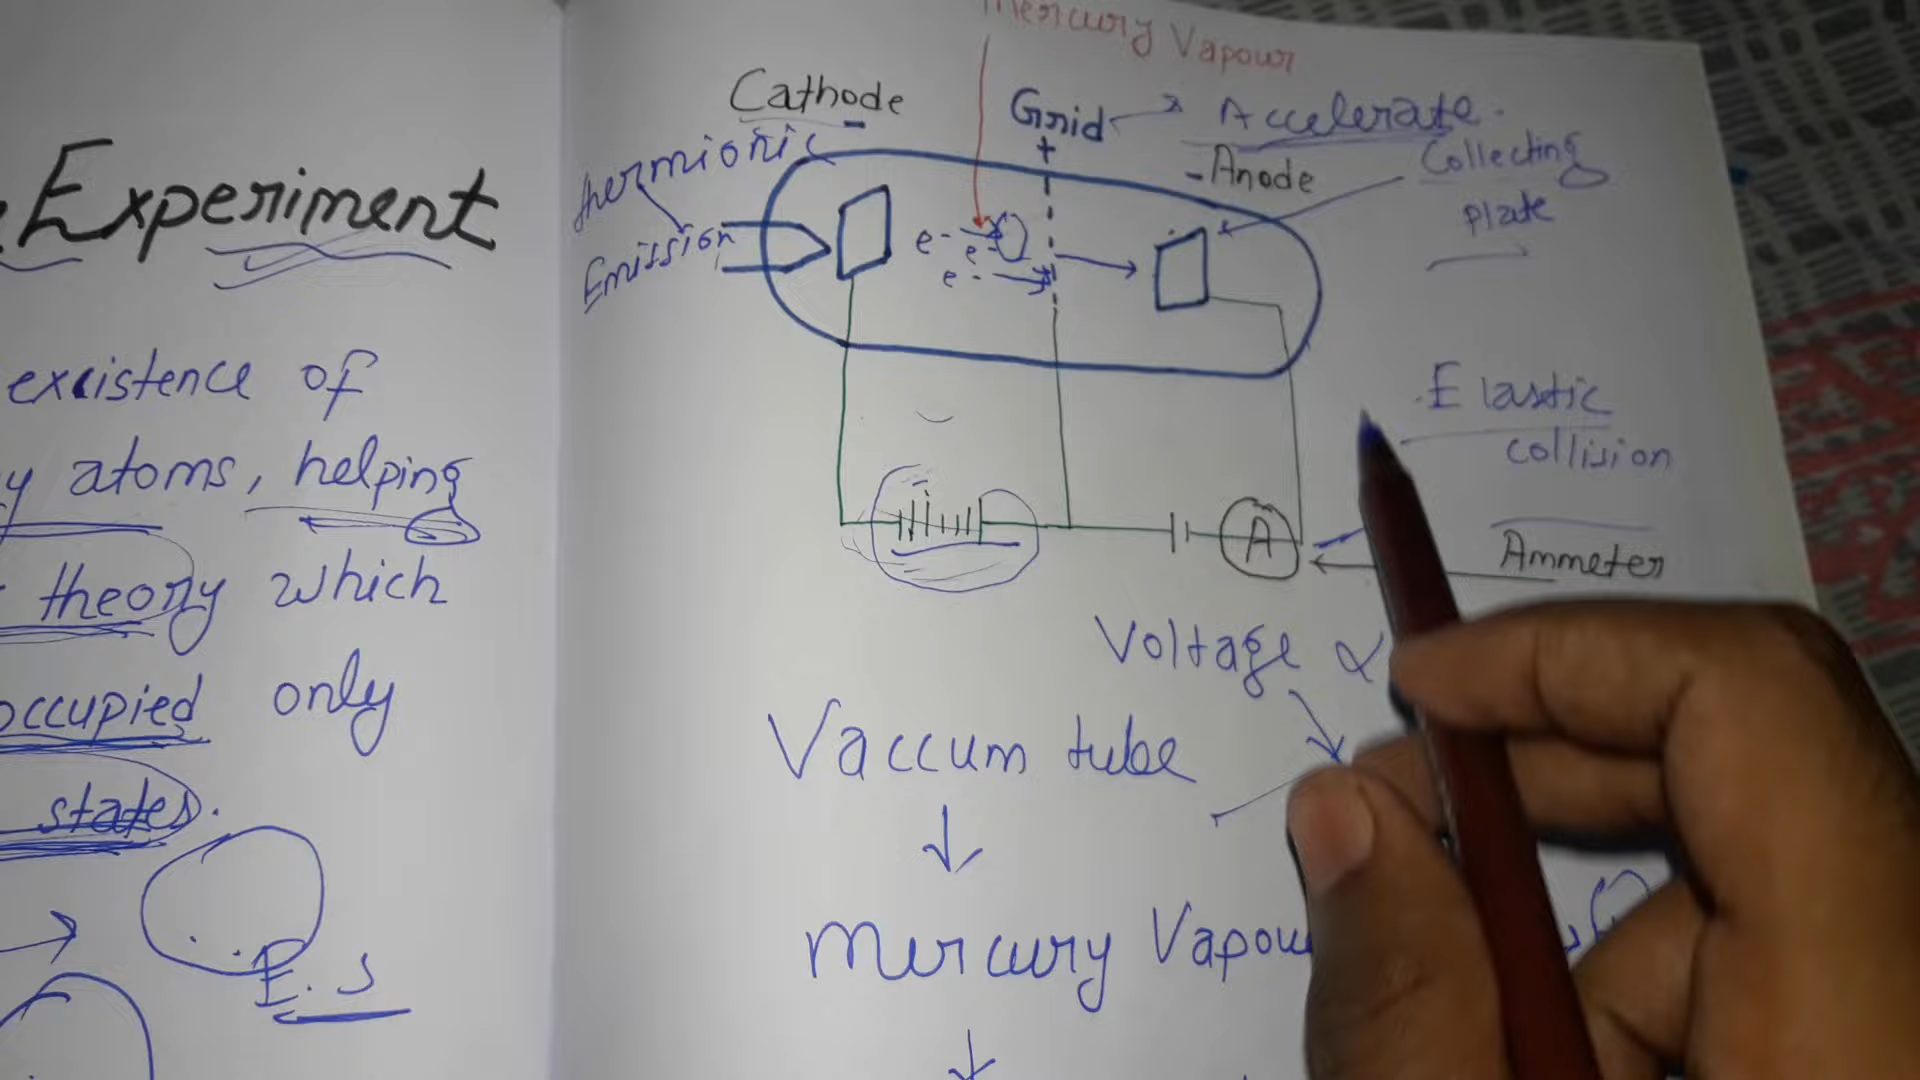 Experiment
excistence of
y atoms, helping
theory which
occupied only
states.
E.S
Mercury Vapour
Cathode
-
Grid
+
Accelerate.
thermionic
Emission
- Anode
Collecting
plate
e-
e-
e-
Elastic
collision
A
Ammeter
Voltage ∝
Vaccum tube
Mercury Vapou